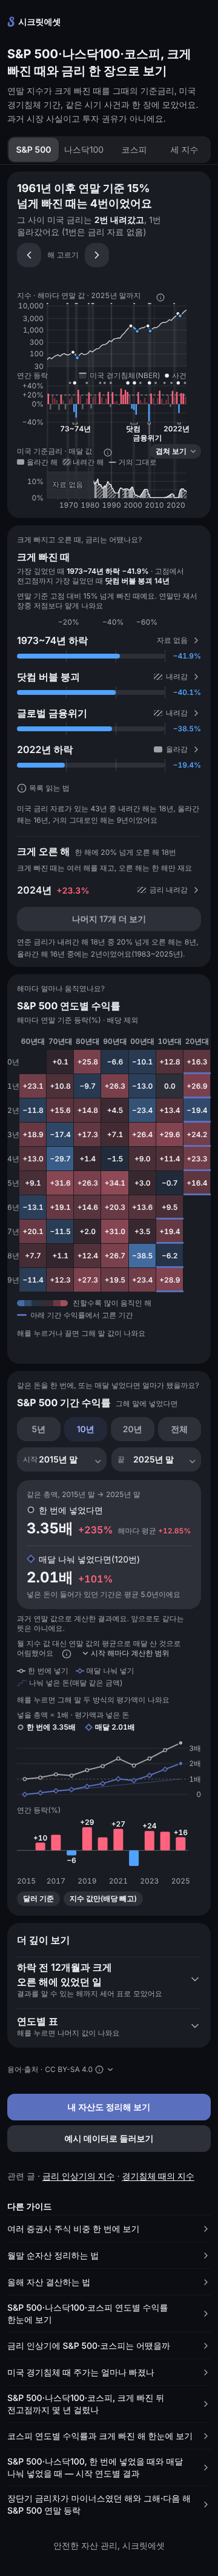 시크릿에셋
S&P 500·나스닥100·코스피, 크게
빠진 때와 금리 한 장으로 보기
연말 지수가 크게 빠진 때를 그때의 기준금리, 미국
경기침체 기간, 같은 시기 사건과 한 장에 모았어요.
과거 시장 사실이고 투자 권유가 아니에요.
S&P 500
나스닥100
코스피
세 지수
1961년 이후 연말 기준 15%
넘게 빠진 때는 4번이었어요
그 사이 미국 금리는 2번 내려갔고, 1번
올라갔어요 (1번은 금리 자료 없음)
해 고르기
지수 · 해마다 연말 값 · 2025년 말까지
10,000
3,000
1,000
300
100
30
연간 등락
미국 경기침체(NBER)
사건
+40%
+20%
0%
−40%
73~74년
닷컴
2022년
금융위기
미국 기준금리 · 매달 값
겹쳐 보기
올라간 해
내려간 해
거의 그대로
10%
0%
자료 없음
1970 1980 1990 2000 2010 2020
크게 빠지고 오른 때, 금리는 어땠나요?
크게 빠진 때
가장 깊었던 때 1973~74년 하락 −41.9% · 고점에서
전고점까지 가장 길었던 때 닷컴 버블 붕괴 14년
연말 기준 고점 대비 15% 넘게 빠진 때예요. 연말만 재서
장중 저점보다 얕게 나와요
−20%
−40%
−60%
1973~74년 하락
자료 없음
−41.9%
닷컴 버블 붕괴
내려감
−40.1%
글로벌 금융위기
내려감
−38.5%
2022년 하락
올라감
−19.4%
목록 읽는 법
미국 금리 자료가 있는 43년 중 내려간 해는 18년, 올라간
해는 16년, 거의 그대로인 해는 9년이었어요
크게 오른 해 한 해에 20% 넘게 오른 해 18번
크게 빠진 때는 여러 해를 재고, 오른 해는 한 해만 재요
2024년 +23.3%
금리 내려감
나머지 17개 더 보기
연준 금리가 내려간 해 18년 중 20% 넘게 오른 해는 8년,
올라간 해 16년 중에는 2년이었어요(1983~2025년).
해마다 얼마나 움직였나요?
S&P 500 연도별 수익률
해마다 연말 기준 등락(%) · 배당 제외
60년대 70년대 80년대 90년대 00년대 10년대 20년대
0년 +0.1 +25.8 −6.6 −10.1 +12.8 +16.3
1년 +23.1 +10.8 −9.7 +26.3 −13.0 0.0 +26.9
2년 −11.8 +15.6 +14.8 +4.5 −23.4 +13.4 −19.4
3년 +18.9 −17.4 +17.3 +7.1 +26.4 +29.6 +24.2
4년 +13.0 −29.7 +1.4 −1.5 +9.0 +11.4 +23.3
5년 +9.1 +31.6 +26.3 +34.1 +3.0 −0.7 +16.4
6년 −13.1 +19.1 +14.6 +20.3 +13.6 +9.5
7년 +20.1 −11.5 +2.0 +31.0 +3.5 +19.4
8년 +7.7 +1.1 +12.4 +26.7 −38.5 −6.2
9년 −11.4 +12.3 +27.3 +19.5 +23.4 +28.9
진할수록 많이 움직인 해
아래 기간 수익률에서 고른 기간
해를 누르거나 끌면 그해 말 값이 나와요
같은 돈을 한 번에, 또는 매달 넣었다면 얼마가 됐을까요?
S&P 500 기간 수익률 그해 말에 넣었다면
5년
10년
20년
전체
시작 2015년 말
끝 2025년 말
같은 총액, 2015년 말 → 2025년 말
한 번에 넣었다면
3.35배 +235% 해마다 평균 +12.85%
매달 나눠 넣었다면(120번)
2.01배 +101%
넣은 돈이 들어가 있던 기간은 평균 5.0년이에요
과거 연말 값으로 계산한 결과예요. 앞으로도 같다는
뜻은 아니에요.
월 지수 값 대신 연말 값의 평균으로 매달 산 것으로
어림했어요
시작 해마다 계산한 범위
한 번에 넣기
매달 나눠 넣기
나눠 넣은 돈(매달 같은 금액)
해를 누르면 그해 말 두 방식의 평가액이 나와요
넣을 총액 = 1배 · 평가액과 넣은 돈
한 번에 3.35배
매달 2.01배
3배
2배
1배
0
연간 등락(%)
+10
−6
+29
+27
+24
+16
2015 2017 2019 2021 2023 2025
달러 기준
지수 값만(배당 빼고)
더 깊이 보기
하락 전 12개월과 크게
오른 해에 있었던 일
결과를 알 수 있는 해까지 세어 표로 모았어요
연도별 표
해를 누르면 나머지 값이 나와요
용어·출처 · CC BY-SA 4.0
내 자산도 정리해 보기
예시 데이터로 둘러보기
관련 글 · 금리 인상기의 지수 · 경기침체 때의 지수
다른 가이드
여러 증권사 주식 비중 한 번에 보기
월말 순자산 정리하는 법
올해 자산 결산하는 법
S&P 500·나스닥100·코스피 연도별 수익률
한눈에 보기
금리 인상기에 S&P 500·코스피는 어땠을까
미국 경기침체 때 주가는 얼마나 빠졌나
S&P 500·나스닥100·코스피, 크게 빠진 뒤
전고점까지 몇 년 걸렸나
코스피 연도별 수익률과 크게 빠진 해 한눈에 보기
S&P 500·나스닥100, 한 번에 넣었을 때와 매달
나눠 넣었을 때 — 시작 연도별 결과
장단기 금리차가 마이너스였던 해와 그해·다음 해
S&P 500 연말 등락
안전한 자산 관리, 시크릿에셋